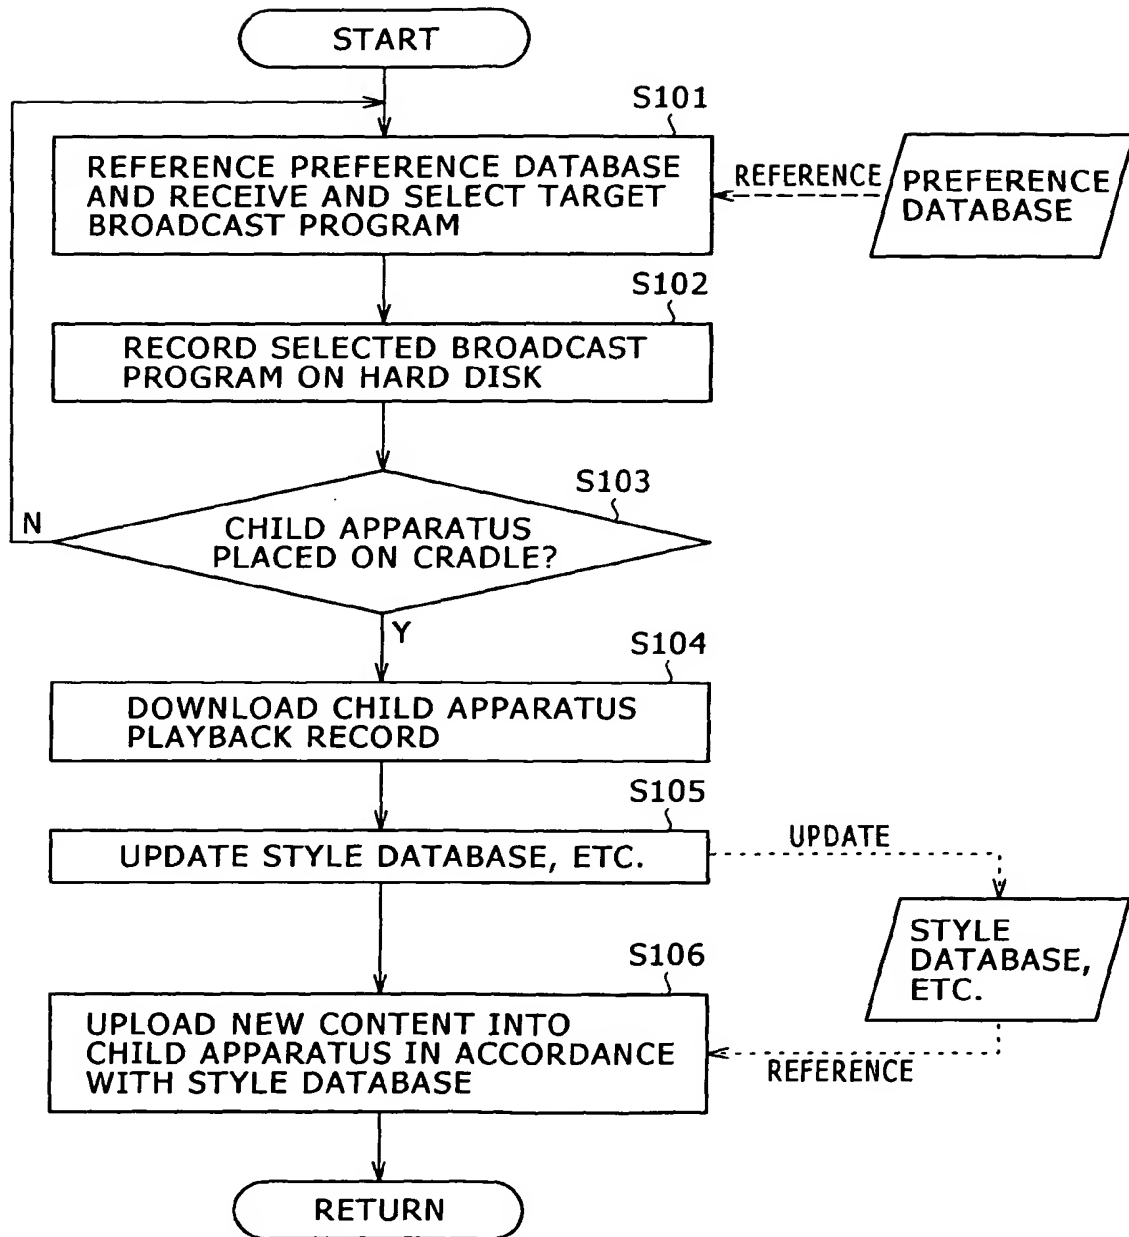 START
S101
REFERENCE PREFERENCE DATABASE
AND RECEIVE AND SELECT TARGET
BROADCAST PROGRAM
REFERENCE
PREFERENCE
DATABASE
S102
RECORD SELECTED BROADCAST
PROGRAM ON HARD DISK
S103
CHILD APPARATUS
PLACED ON CRADLE?
N
Y
S104
DOWNLOAD CHILD APPARATUS
PLAYBACK RECORD
S105
UPDATE STYLE DATABASE, ETC.
UPDATE
STYLE
DATABASE,
ETC.
S106
UPLOAD NEW CONTENT INTO
CHILD APPARATUS IN ACCORDANCE
WITH STYLE DATABASE
REFERENCE
RETURN